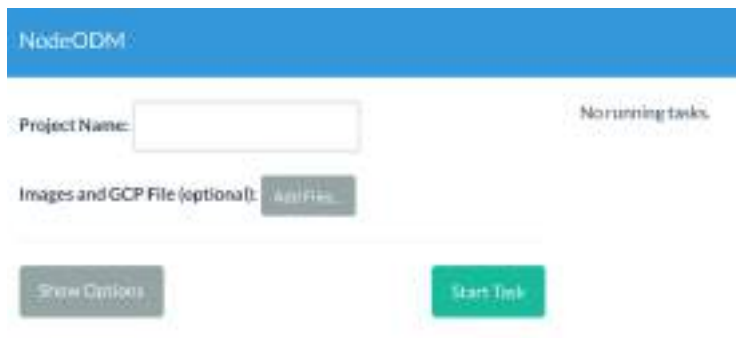 NodeODM
Project Name:
No running tasks.
Images and GCP File (optional): Add Files...
Show Options
Start Task